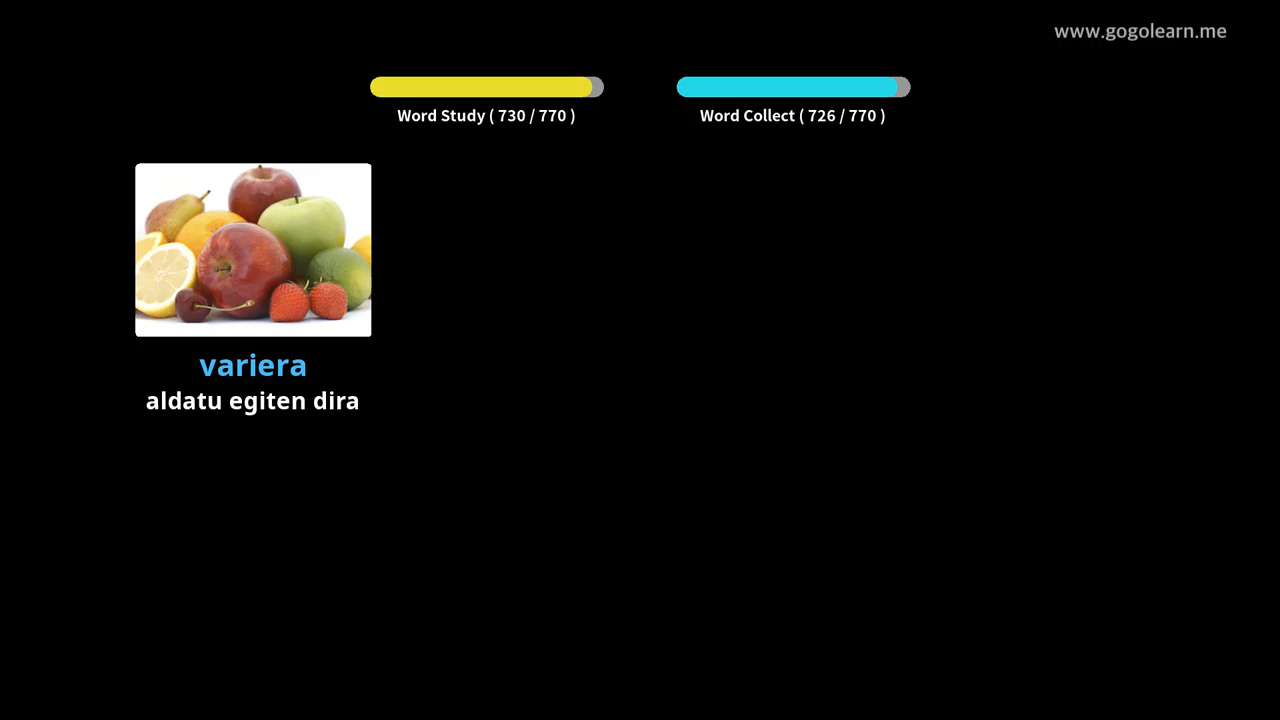 www.gogolearn.me
Word Study ( 730 / 770 )
Word Collect ( 726 / 770 )
variera
aldatu egiten dira